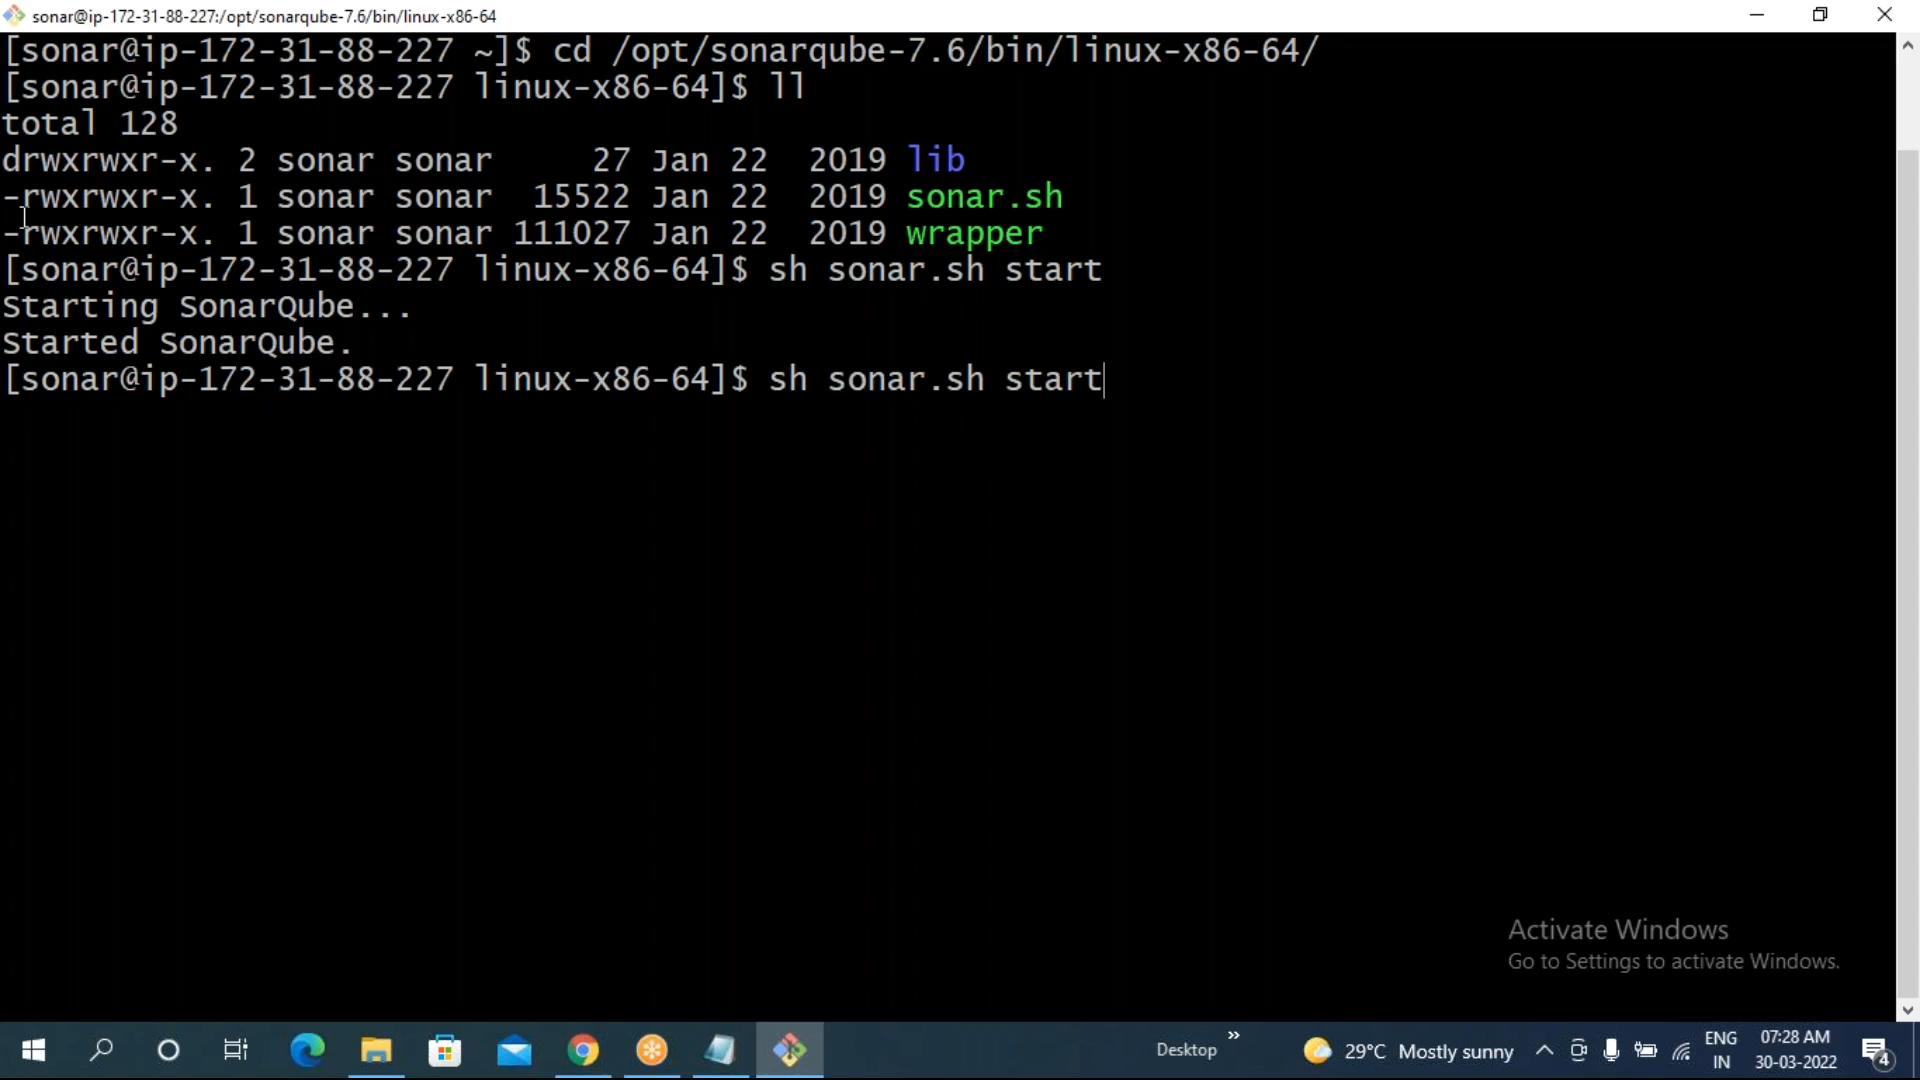 sonar@ip-172-31-88-227:/opt/sonarqube-7.6/bin/linux-x86-64
[sonar@ip-172-31-88-227 ~]$ cd /opt/sonarqube-7.6/bin/linux-x86-64/
[sonar@ip-172-31-88-227 linux-x86-64]$ ll
total 128
drwxrwxr-x. 2 sonar sonar     27 Jan 22  2019 lib
-rwxrwxr-x. 1 sonar sonar  15522 Jan 22  2019 sonar.sh
-rwxrwxr-x. 1 sonar sonar 111027 Jan 22  2019 wrapper
[sonar@ip-172-31-88-227 linux-x86-64]$ sh sonar.sh start
Starting SonarQube...
Started SonarQube.
[sonar@ip-172-31-88-227 linux-x86-64]$ sh sonar.sh start
Activate Windows
Go to Settings to activate Windows.
Desktop
29°C Mostly sunny
ENG
IN
07:28 AM
30-03-2022
4